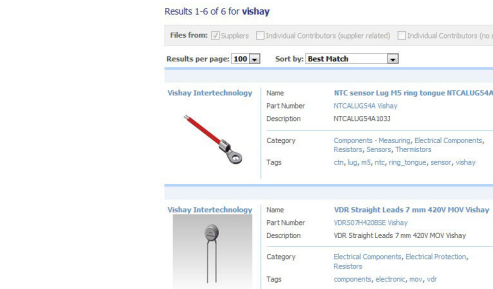 Results 1-6 of 6 for vishay
Files from: Suppliers Individual Contributors (supplier related) Individual Contributors (no
Results per page: 100 Sort by: Best Match
Vishay Intertechnology Name NTC sensor Lug M5 ring tongue NTCALUG54A
Part Number NTCALUG54A Vishay
Description NTCALUG54A103J
Category Components - Measuring, Electrical Components,
Resistors, Sensors, Thermistors
Tags ctn, lug, m5, ntc, ring_tongue, sensor, vishay
Vishay Intertechnology Name VDR Straight Leads 7 mm 420V MOV Vishay
Part Number VDRS07H420BSE Vishay
Description VDR Straight Leads 7 mm 420V MOV Vishay
Category Electrical Components, Electrical Protection,
Resistors
Tags components, electronic, mov, vdr